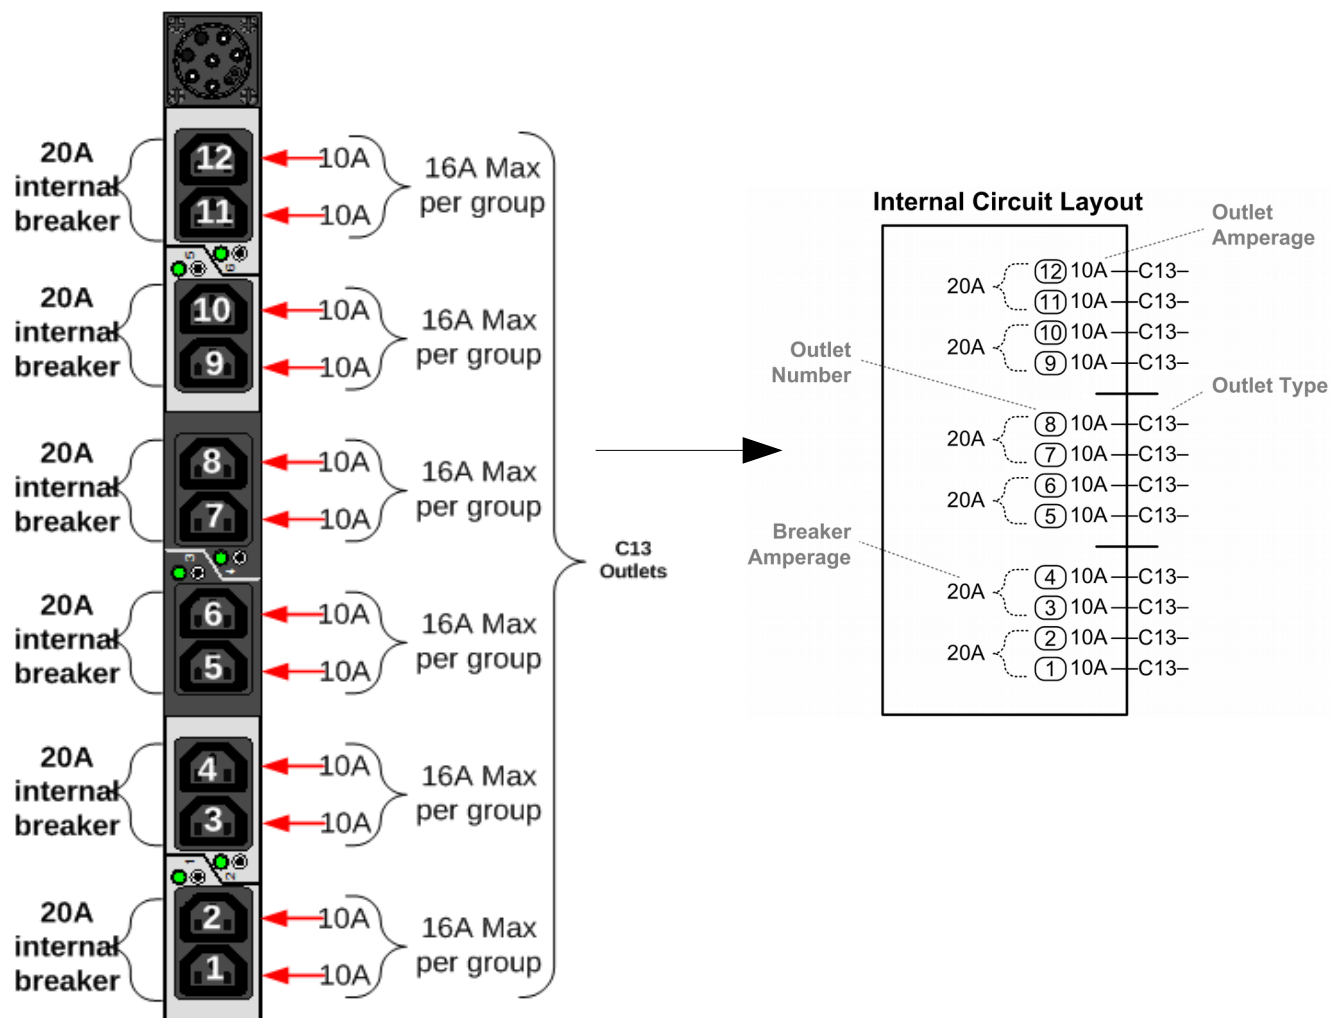 20A
internal
breaker
12
11
10A
10A
16A Max
per group
5
6
20A
internal
breaker
10
9
10A
10A
16A Max
per group
20A
internal
breaker
8
7
10A
10A
16A Max
per group
3
4
20A
internal
breaker
6
5
10A
10A
16A Max
per group
20A
internal
breaker
4
3
10A
10A
16A Max
per group
1
2
20A
internal
breaker
2
1
10A
10A
16A Max
per group
C13
Outlets
Internal Circuit Layout
Outlet
Amperage
Outlet
Number
Outlet Type
Breaker
Amperage
20A
12 10A C13
11 10A C13
20A
10 10A C13
9 10A C13
20A
8 10A C13
7 10A C13
20A
6 10A C13
5 10A C13
20A
4 10A C13
3 10A C13
20A
2 10A C13
1 10A C13